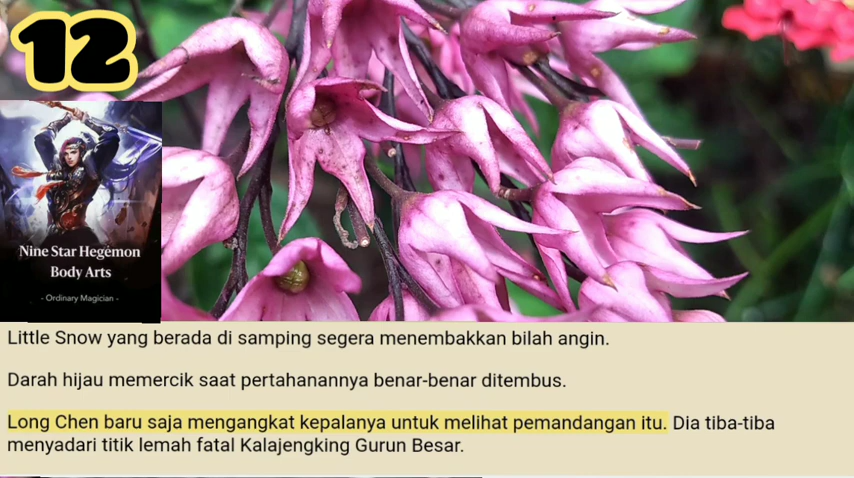 12
Nine Star Hegemon
Body Arts
- Ordinary Magician -
Little Snow yang berada di samping segera menembakkan bilah angin.
Darah hijau memercik saat pertahanannya benar-benar ditembus.
Long Chen baru saja mengangkat kepalanya untuk melihat pemandangan itu. Dia tiba-tiba
menyadari titik lemah fatal Kalajengking Gurun Besar.